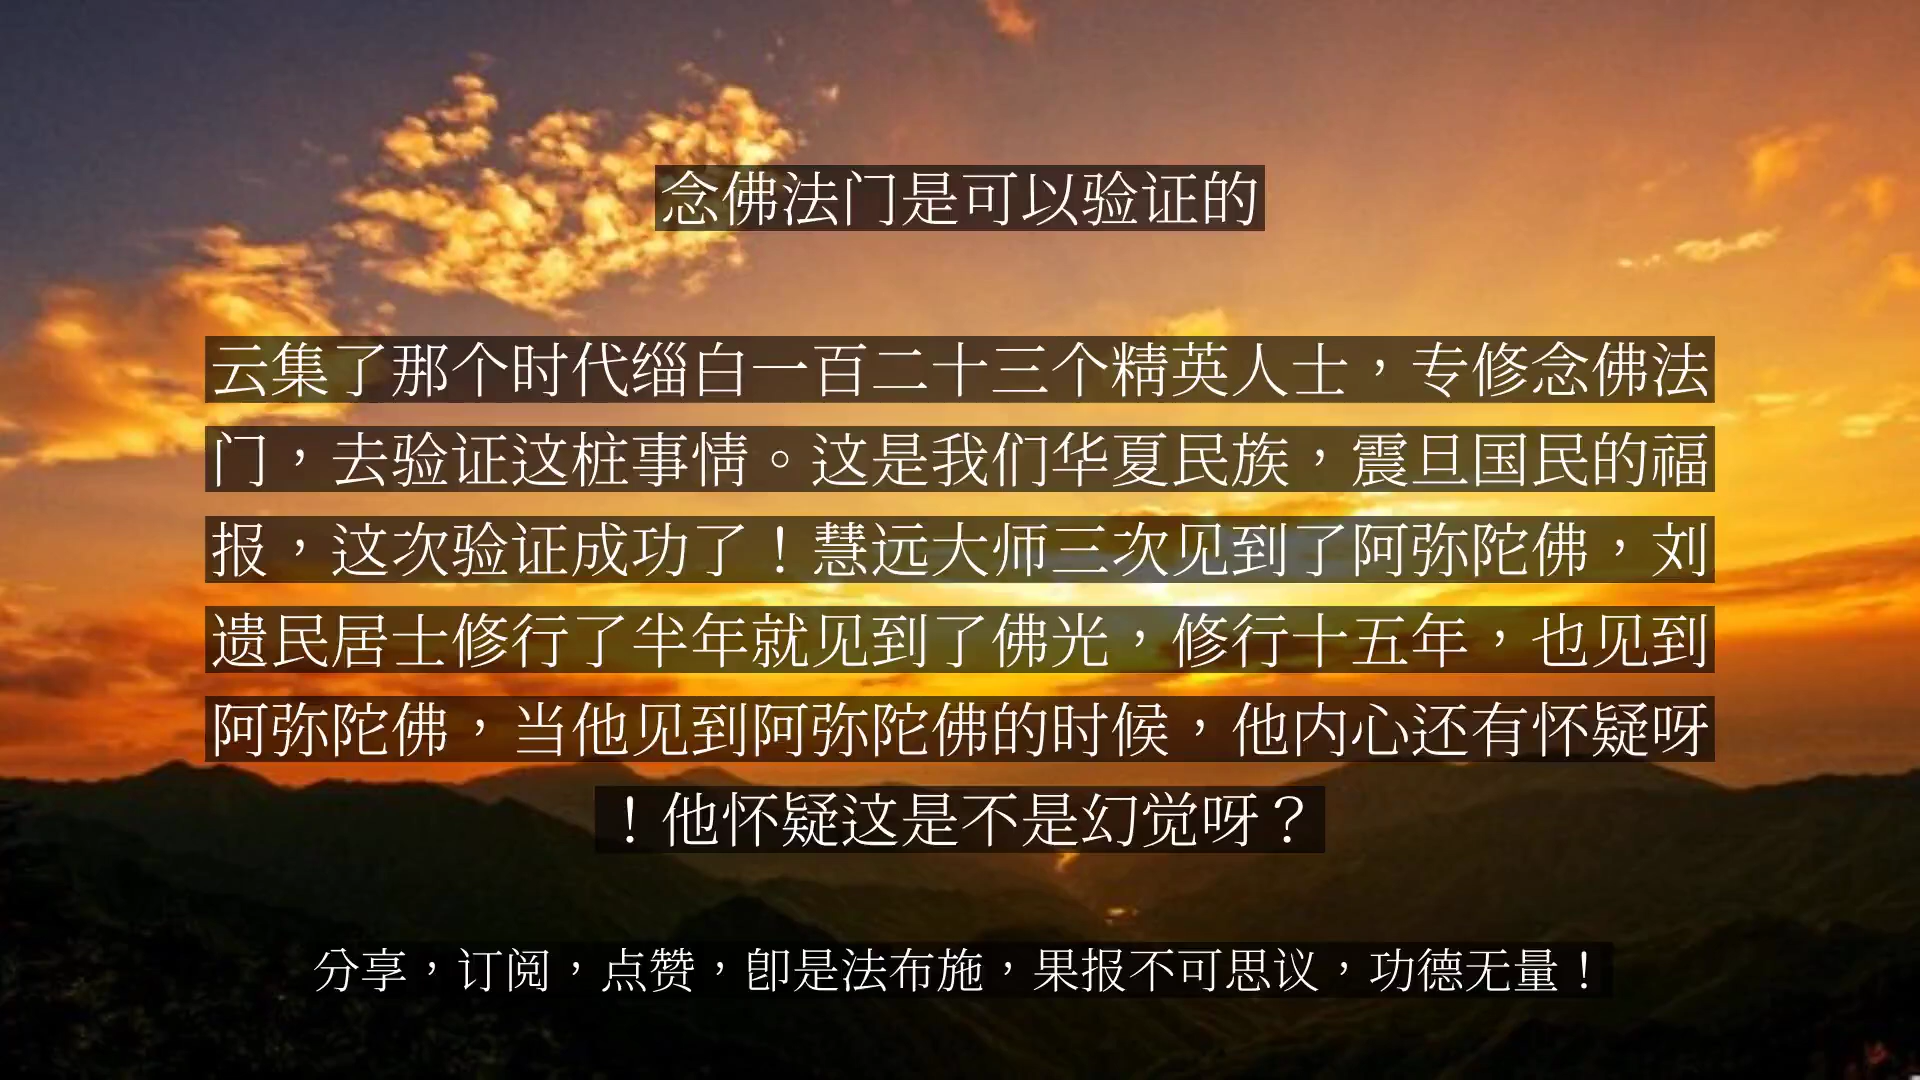 念佛法门是可以验证的
云集了那个时代缁白一百二十三个精英人士，专修念佛法
门，去验证这桩事情。这是我们华夏民族，震旦国民的福
报，这次验证成功了！慧远大师三次见到了阿弥陀佛，刘
遗民居士修行了半年就见到了佛光，修行十五年，也见到
阿弥陀佛，当他见到阿弥陀佛的时候，他内心还有怀疑呀
！他怀疑这是不是幻觉呀？
分享，订阅，点赞，即是法布施，果报不可思议，功德无量！